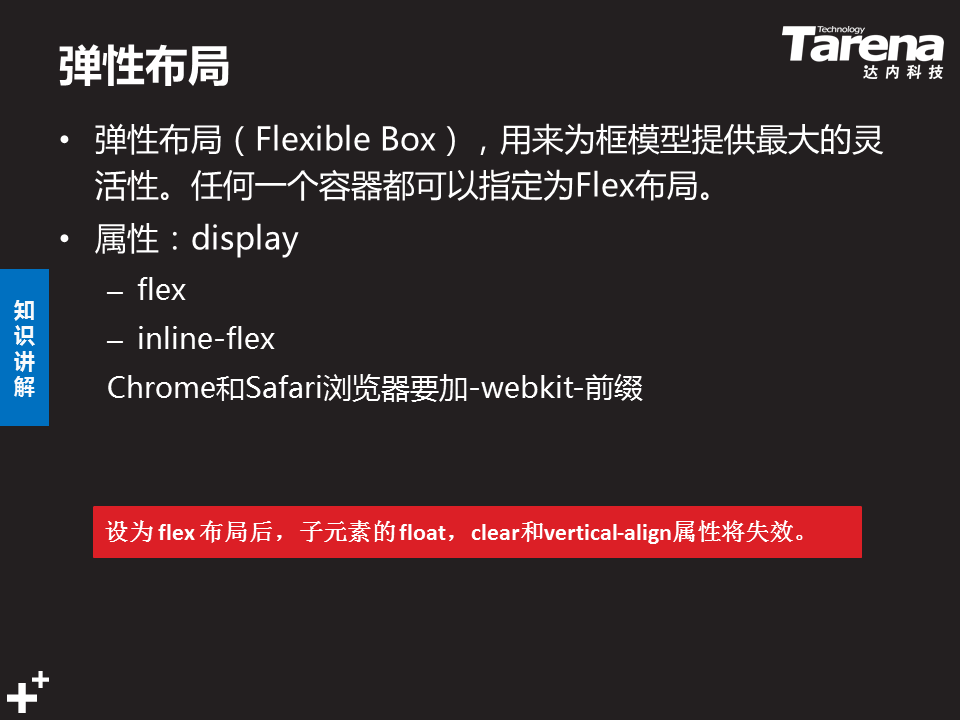 弹性布局
Technology
Tarena
达内科技
• 弹性布局（Flexible Box），用来为框模型提供最大的灵
活性。任何一个容器都可以指定为Flex布局。
• 属性：display
– flex
– inline-flex
Chrome和Safari浏览器要加-webkit-前缀
知
识
讲
解
设为 flex 布局后，子元素的float，clear和vertical-align属性将失效。